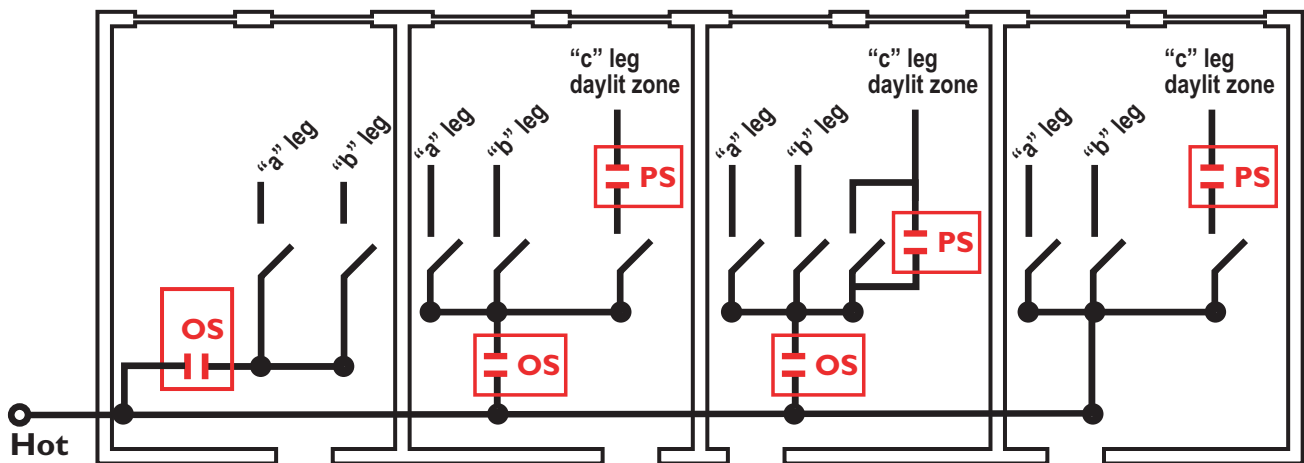 “a” leg
“b” leg
OS
Hot
“c” leg
daylit zone
“a” leg
“b” leg
PS
OS
“c” leg
daylit zone
“a” leg
“b” leg
PS
OS
“c” leg
daylit zone
“a” leg
“b” leg
PS